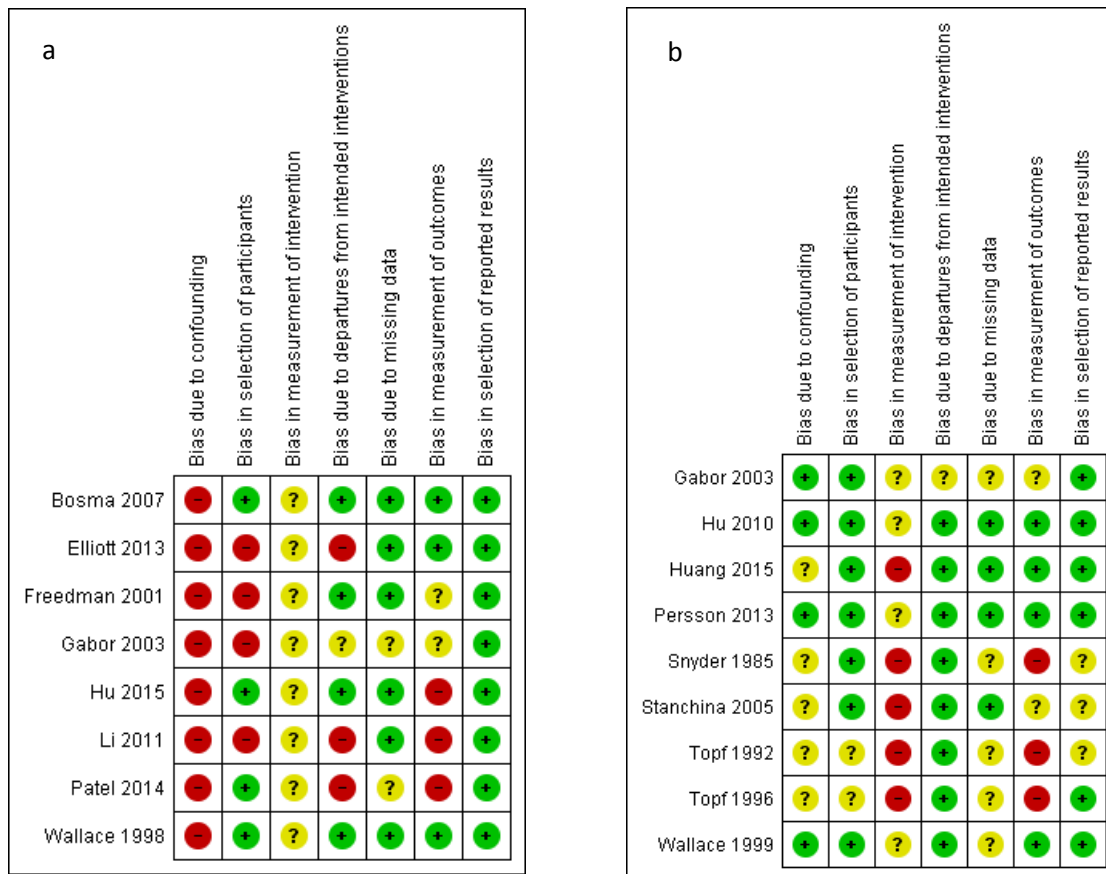 a
Bias due to confounding
Bias in selection of participants
Bias in measurement of intervention
Bias due to departures from intended interventions
Bias due to missing data
Bias in measurement of outcomes
Bias in selection of reported results
Bosma 2007 - + ? + + + +
Elliott 2013 - - ? - + + +
Freedman 2001 - - ? + + ? +
Gabor 2003 - - ? ? ? ? +
Hu 2015 - + ? + + - +
Li 2011 - - ? - + - +
Patel 2014 - + ? - ? - +
Wallace 1998 - + ? + + + +
b
Bias due to confounding
Bias in selection of participants
Bias in measurement of intervention
Bias due to departures from intended interventions
Bias due to missing data
Bias in measurement of outcomes
Bias in selection of reported results
Gabor 2003 + + ? ? ? ? +
Hu 2010 + + ? + + + +
Huang 2015 ? + - + + + +
Persson 2013 + + ? + + + +
Snyder 1985 ? + - + ? - ?
Stanchina 2005 ? + - + + ? ?
Topf 1992 ? ? - + ? - ?
Topf 1996 ? ? - + ? - +
Wallace 1999 + + ? + ? + +